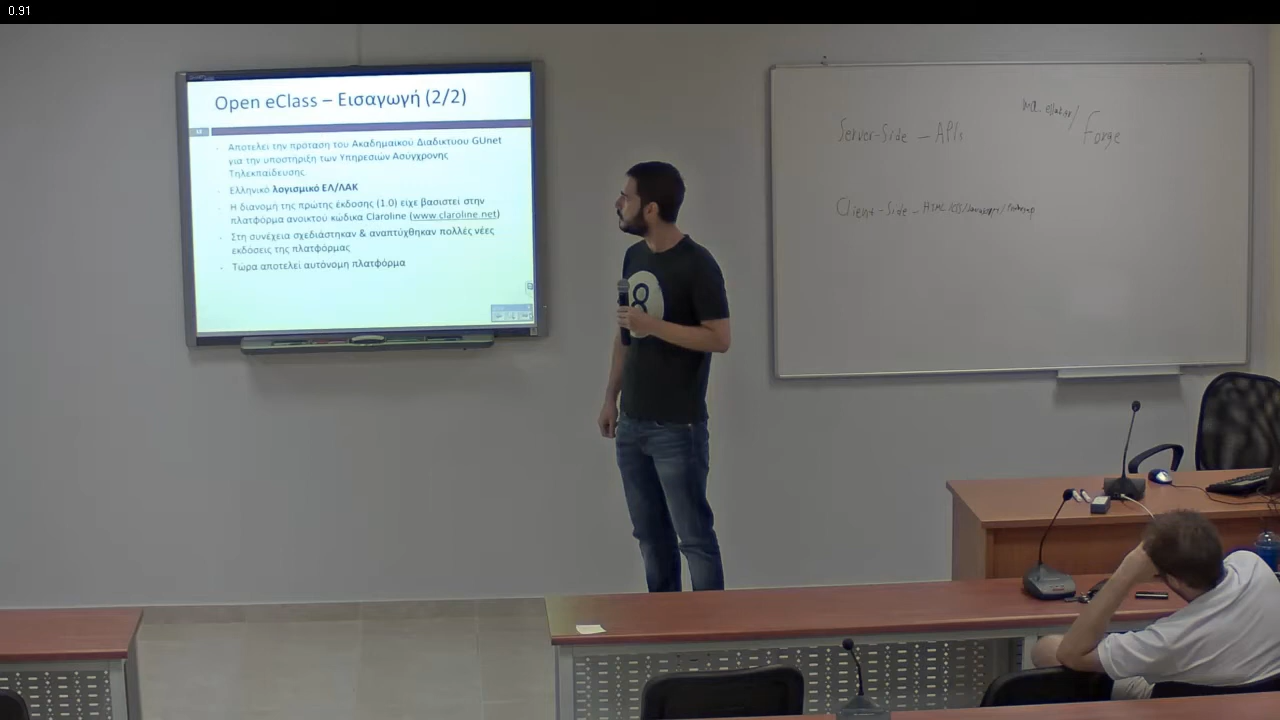 0.91
Open eClass – Εισαγωγή (2/2)
Αποτελεί την πρόταση του Ακαδημαϊκού Διαδικτύου GUnet
για την υποστήριξη των Υπηρεσιών Ασύγχρονης
Τηλεκπαίδευσης
Ελληνικό λογισμικό ΕΛ/ΛΑΚ
Η διανομή της πρώτης έκδοσης (1.0) είχε βασιστεί στην
πλατφόρμα ανοικτού κώδικα Claroline (www.claroline.net)
Στη συνέχεια σχεδιάστηκαν & αναπτύχθηκαν πολλές νέες
εκδόσεις της πλατφόρμας
Τώρα αποτελεί αυτόνομη πλατφόρμα
8
Server-Side – APIs
Forge
Client-Side – HTML/CSS/Javascript/